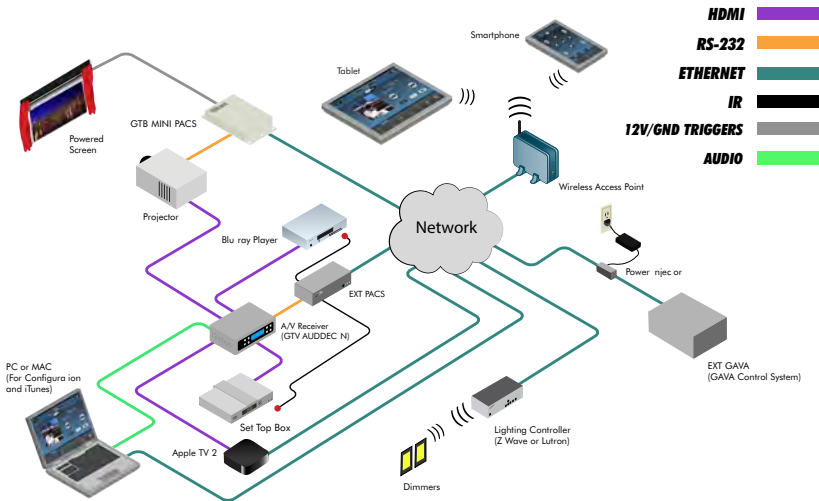 HDMI
RS-232
ETHERNET
IR
12V/GND TRIGGERS
AUDIO
Smartphone
Tablet
GTB MINI PACS
Powered
Screen
Projector
Wireless Access Point
Network
Blu ray Player
Power njec or
EXT PACS
A/V Receiver
(GTV AUDDEC N)
EXT GAVA
(GAVA Control System)
PC or MAC
(For Configura ion
and iTunes)
Set Top Box
Lighting Controller
(Z Wave or Lutron)
Apple TV 2
Dimmers